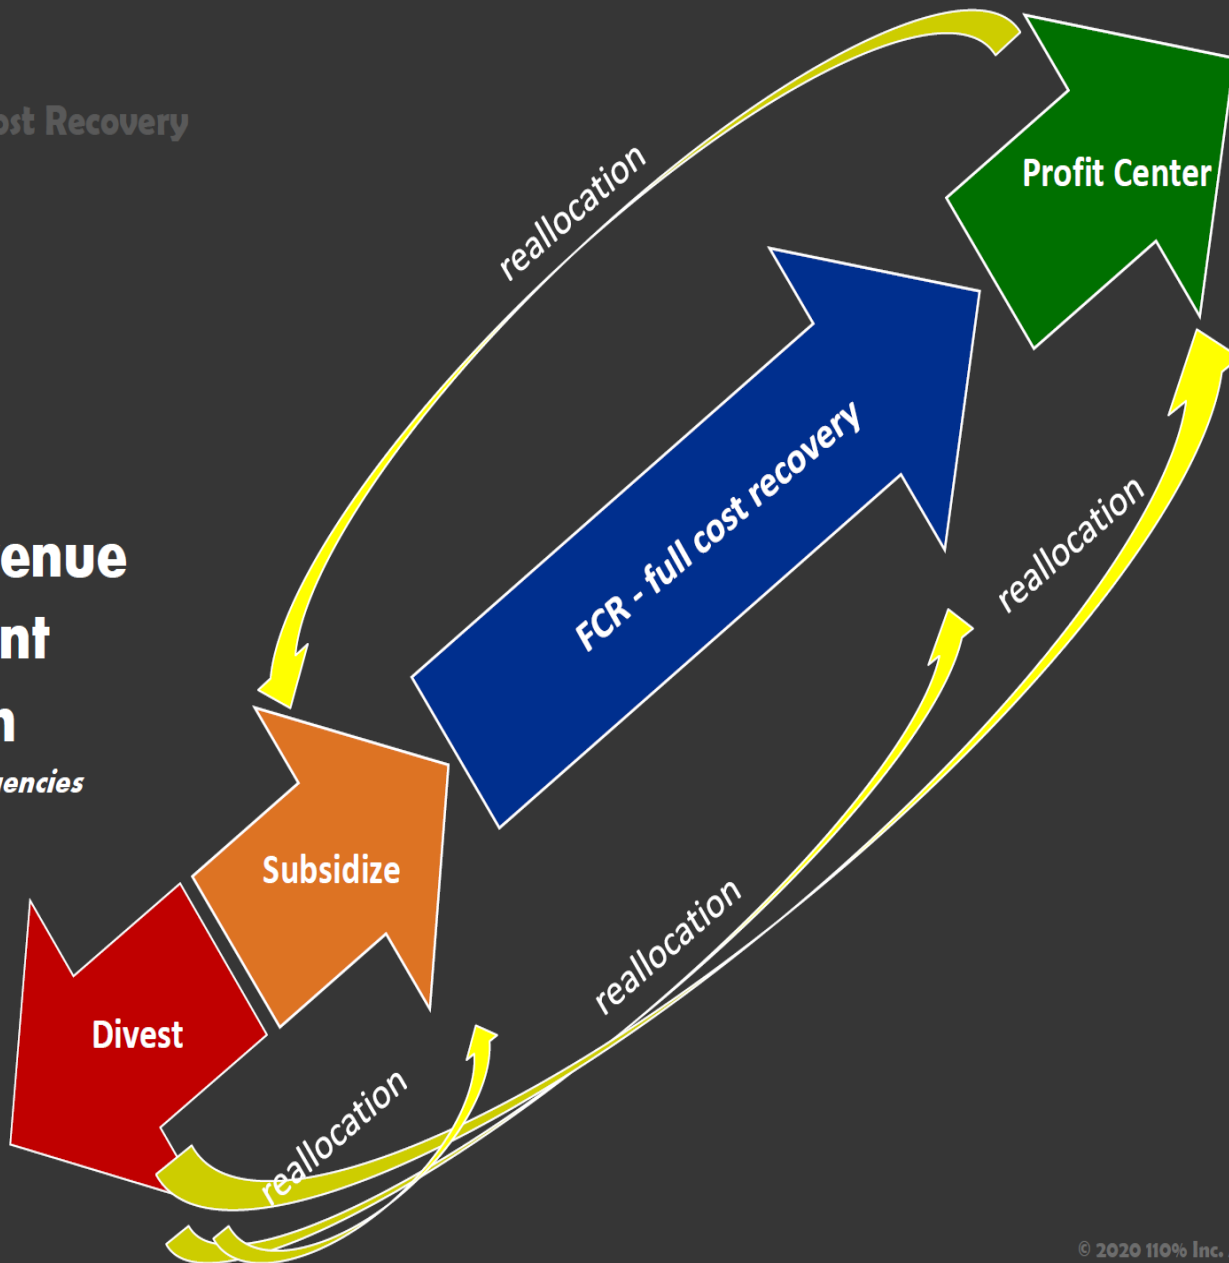 ost Recovery
reallocation
Profit Center
FCR - full cost recovery
reallocation
enue
nt
n
encies
Subsidize
reallocation
Divest
reallocation
© 2020 110% Inc.